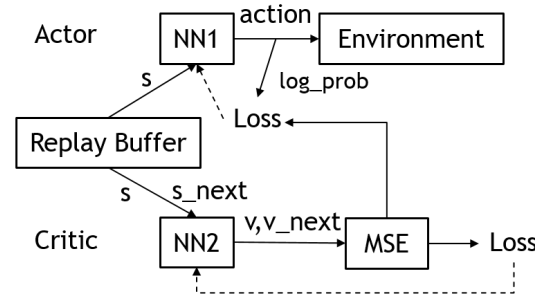 action
Actor
NN1
Environment
s
log_prob
Loss
Replay Buffer
s
s_next
v,v_next
Critic
NN2
MSE
Loss